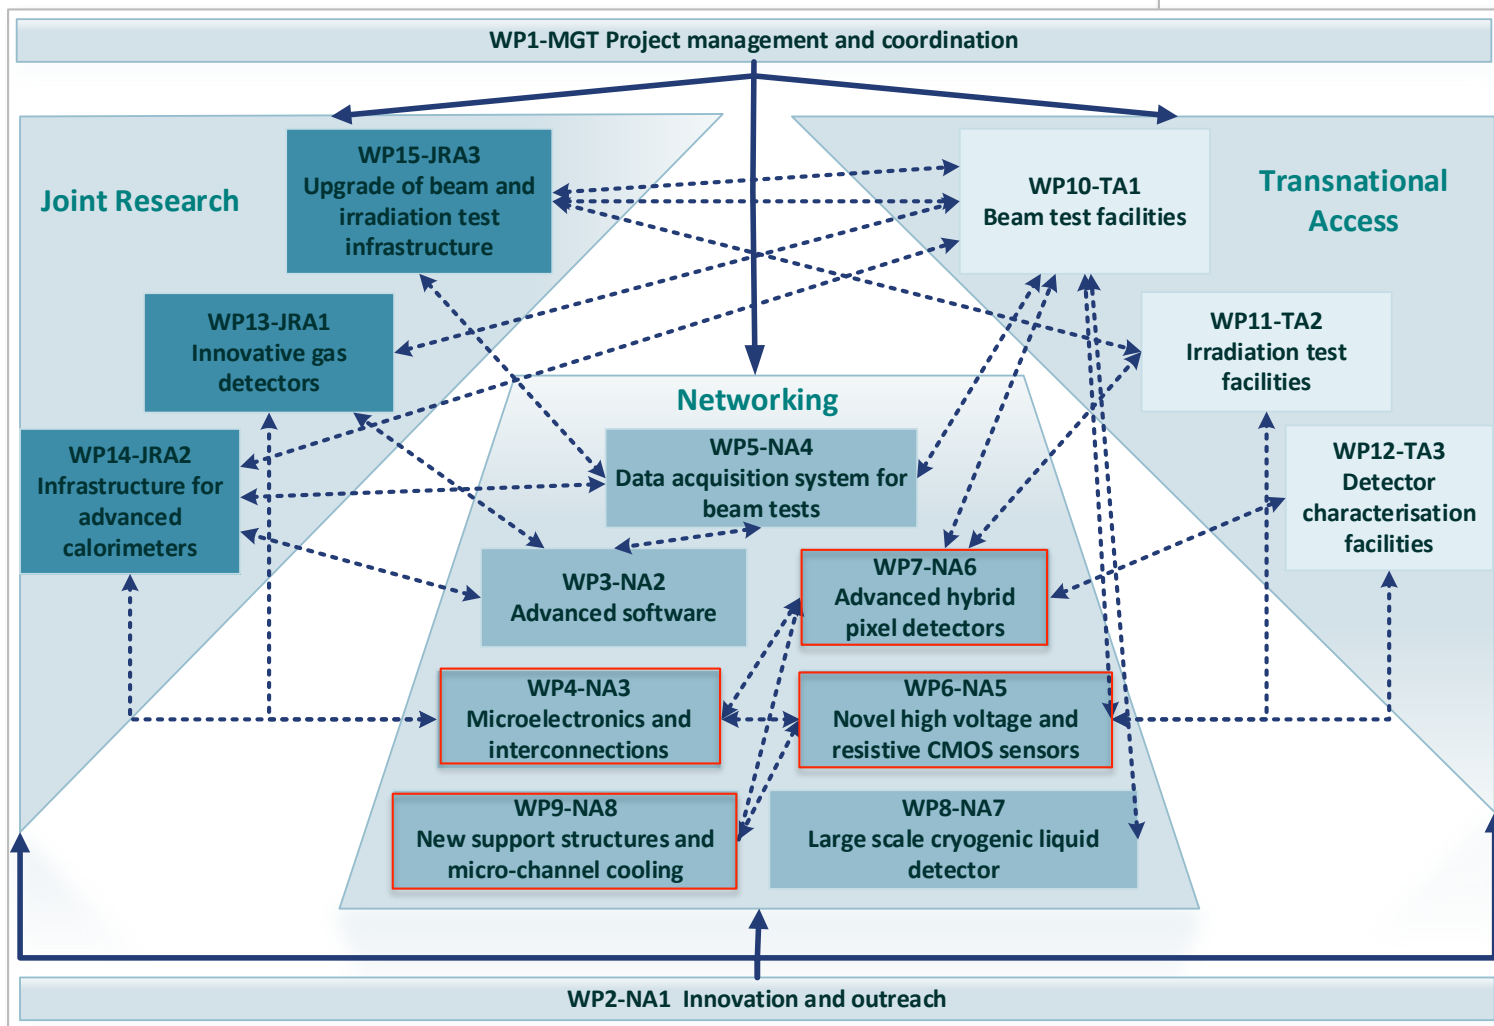 WP1-MGT Project management and coordination
Joint Research
WP15-JRA3
Upgrade of beam and
irradiation test
infrastructure
WP10-TA1
Beam test facilities
Transnational
Access
WP13-JRA1
Innovative gas
detectors
WP11-TA2
Irradiation test
facilities
WP14-JRA2
Infrastructure for
advanced
calorimeters
Networking
WP5-NA4
Data acquisition system for
beam tests
WP12-TA3
Detector
characterisation
facilities
WP3-NA2
Advanced software
WP7-NA6
Advanced hybrid
pixel detectors
WP4-NA3
Microelectronics and
interconnections
WP6-NA5
Novel high voltage and
resistive CMOS sensors
WP9-NA8
New support structures and
micro-channel cooling
WP8-NA7
Large scale cryogenic liquid
detector
WP2-NA1 Innovation and outreach